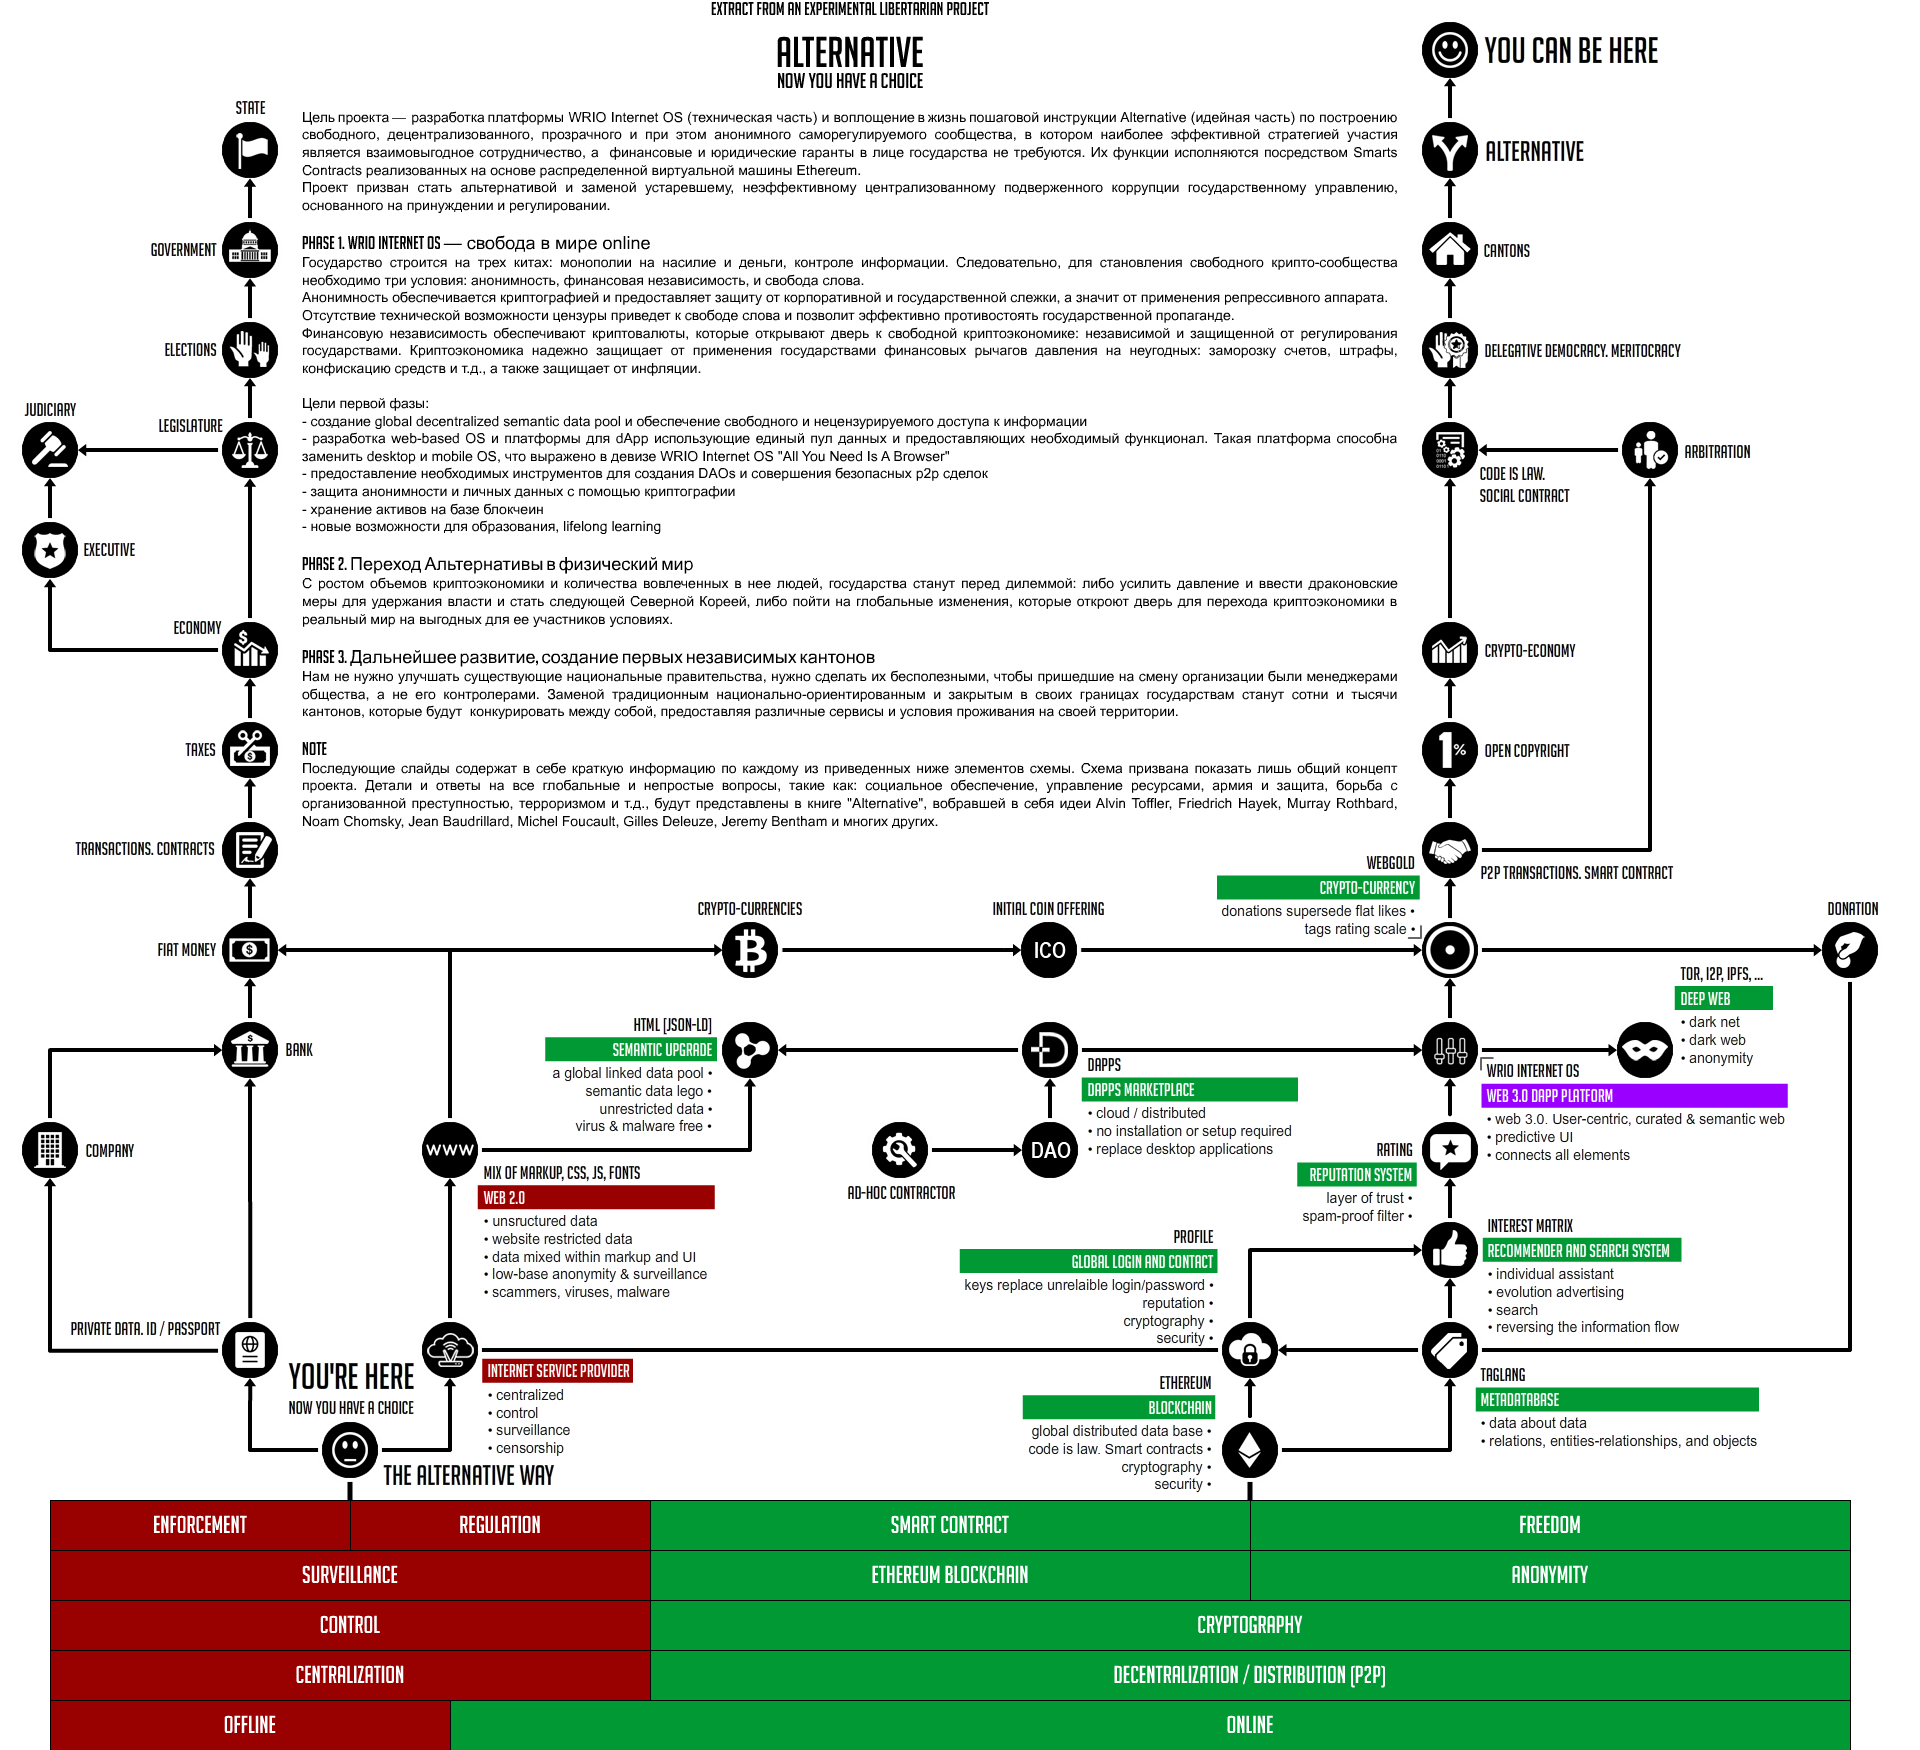 EXTRACT FROM AN EXPERIMENTAL LIBERTARIAN PROJECT
ALTERNATIVE
NOW YOU HAVE A CHOICE
YOU CAN BE HERE
STATE
ALTERNATIVE
GOVERNMENT
CANTONS
ELECTIONS
DELEGATIVE DEMOCRACY. MERITOCRACY
JUDICIARY
LEGISLATURE
ARBITRATION
CODE IS LAW.
SOCIAL CONTRACT
EXECUTIVE
ECONOMY
CRYPTO-ECONOMY
TAXES
OPEN COPYRIGHT
1%
TRANSACTIONS. CONTRACTS
P2P TRANSACTIONS. SMART CONTRACT
Цель проекта — разработка платформы WRIO Internet OS (техническая часть) и воплощение в жизнь пошаговой инструкции Alternative (идейная часть) по построению
свободного, децентрализованного, прозрачного и при этом анонимного саморегулируемого сообщества, в котором наиболее эффективной стратегией участия
является взаимовыгодное сотрудничество, а финансовые и юридические гаранты в лице государства не требуются. Их функции исполняются посредством Smarts
Contracts реализованных на основе распределенной виртуальной машины Ethereum.
Проект призван стать альтернативой и заменой устаревшему, неэффективному централизованному подверженного коррупции государственному управлению,
основанного на принуждении и регулировании.
PHASE 1. WRIO INTERNET OS — свобода в мире online
Государство строится на трех китах: монополии на насилие и деньги, контроле информации. Следовательно, для становления свободного крипто-сообщества
необходимо три условия: анонимность, финансовая независимость, и свобода слова.
Анонимность обеспечивается криптографией и предоставляет защиту от корпоративной и государственной слежки, а значит от применения репрессивного аппарата.
Отсутствие технической возможности цензуры приведет к свободе слова и позволит эффективно противостоять государственной пропаганде.
Финансовую независимость обеспечивают криптовалюты, которые открывают дверь к свободной криптоэкономике: независимой и защищенной от регулирования
государствами. Криптоэкономика надежно защищает от применения государствами финансовых рычагов давления на неугодных: заморозку счетов, штрафы,
конфискацию средств и т.д., а также защищает от инфляции.
Цели первой фазы:
- создание global decentralized semantic data pool и обеспечение свободного и нецензурируемого доступа к информации
- разработка web-based OS и платформы для dApp использующие единый пул данных и предоставляющих необходимый функционал. Такая платформа способна
заменить desktop и mobile OS, что выражено в девизе WRIO Internet OS "All You Need Is A Browser"
- предоставление необходимых инструментов для создания DAOs и совершения безопасных p2p сделок
- защита анонимности и личных данных с помощью криптографии
- хранение активов на базе блокчеин
- новые возможности для образования, lifelong learning
PHASE 2. Переход Альтернативы в физический мир
С ростом объемов криптоэкономики и количества вовлеченных в нее людей, государства станут перед дилеммой: либо усилить давление и ввести драконовские
меры для удержания власти и стать следующей Северной Кореей, либо пойти на глобальные изменения, которые откроют дверь для перехода криптоэкономики в
реальный мир на выгодных для ее участников условиях.
PHASE 3. Дальнейшее развитие, создание первых независимых кантонов
Нам не нужно улучшать существующие национальные правительства, нужно сделать их бесполезными, чтобы пришедшие на смену организации были менеджерами
общества, а не его контролерами. Заменой традиционным национально-ориентированным и закрытым в своих границах государствам станут сотни и тысячи
кантонов, которые будут конкурировать между собой, предоставляя различные сервисы и условия проживания на своей территории.
NOTE
Последующие слайды содержат в себе краткую информацию по каждому из приведенных ниже элементов схемы. Схема призвана показать лишь общий концепт
проекта. Детали и ответы на все глобальные и непростые вопросы, такие как: социальное обеспечение, управление ресурсами, армия и защита, борьба с
организованной преступностью, терроризмом и т.д., будут представлены в книге "Alternative", вобравшей в себя идеи Alvin Toffler, Friedrich Hayek, Murray Rothbard,
Noam Chomsky, Jean Baudrillard, Michel Foucault, Gilles Deleuze, Jeremy Bentham и многих других.
WEBGOLD
CRYPTO-CURRENCY
donations supersede flat likes •
tags rating scale •
FIAT MONEY
CRYPTO-CURRENCIES
INITIAL COIN OFFERING
ICO
DONATION
TOR, I2P, IPFS, ...
DEEP WEB
• dark net
• dark web
• anonymity
BANK
HTML [JSON-LD]
SEMANTIC UPGRADE
a global linked data pool •
semantic data lego •
unrestricted data •
virus & malware free •
DAPPS
DAPPS MARKETPLACE
• cloud / distributed
• no installation or setup required
• replace desktop applications
WRIO INTERNET OS
WEB 3.0 DAPP PLATFORM
• web 3.0. User-centric, curated & semantic web
• predictive UI
• connects all elements
COMPANY
WWW
MIX OF MARKUP, CSS, JS, FONTS
WEB 2.0
• unsructured data
• website restricted data
• data mixed within markup and UI
• low-base anonymity & surveillance
• scammers, viruses, malware
DAO
AD-HOC CONTRACTOR
RATING
REPUTATION SYSTEM
layer of trust •
spam-proof filter •
PROFILE
GLOBAL LOGIN AND CONTACT
keys replace unrelaible login/password •
reputation •
cryptography •
security •
INTEREST MATRIX
RECOMMENDER AND SEARCH SYSTEM
• individual assistant
• evolution advertising
• search
• reversing the information flow
PRIVATE DATA. ID / PASSPORT
YOU'RE HERE
NOW YOU HAVE A CHOICE
THE ALTERNATIVE WAY
INTERNET SERVICE PROVIDER
• centralized
• control
• surveillance
• censorship
ETHEREUM
BLOCKCHAIN
global distributed data base •
code is law. Smart contracts •
cryptography •
security •
TAGLANG
METADATABASE
• data about data
• relations, entities-relationships, and objects
ENFORCEMENT
REGULATION
SMART CONTRACT
FREEDOM
SURVEILLANCE
ETHEREUM BLOCKCHAIN
ANONYMITY
CONTROL
CRYPTOGRAPHY
CENTRALIZATION
DECENTRALIZATION / DISTRIBUTION (P2P)
OFFLINE
ONLINE